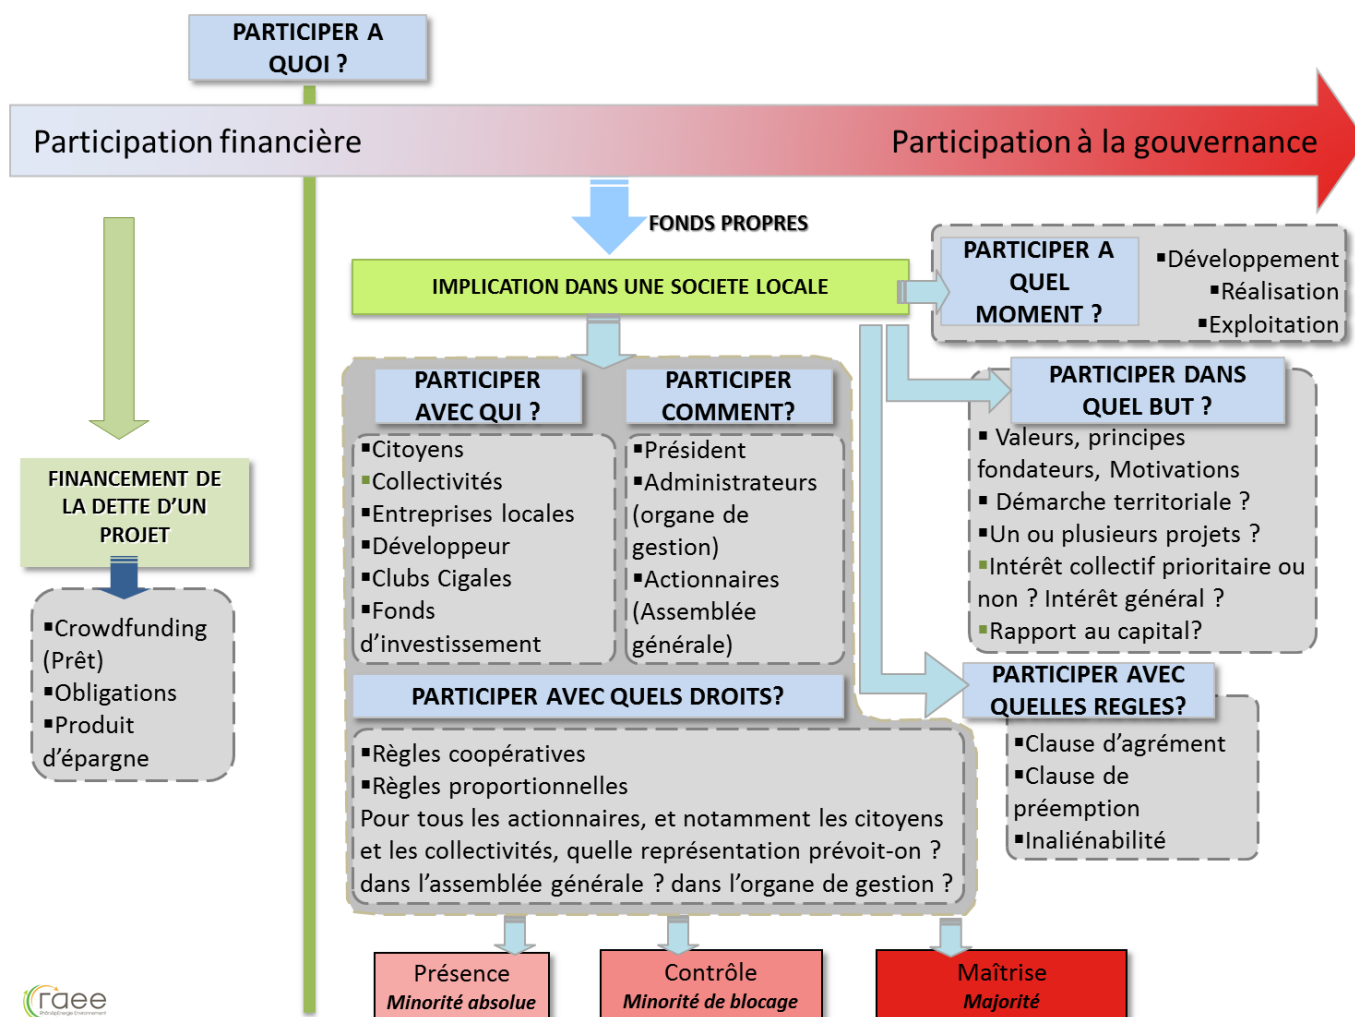 PARTICIPER A
QUOI ?
Participation financière
Participation à la gouvernance
FONDS PROPRES
IMPLICATION DANS UNE SOCIETE LOCALE
PARTICIPER A
QUEL
MOMENT ?
▪Développement
▪Réalisation
▪Exploitation
FINANCEMENT DE
LA DETTE D’UN
PROJET
▪Crowdfunding
(Prêt)
▪Obligations
▪Produit
d’épargne
PARTICIPER
AVEC QUI ?
▪Citoyens
▪Collectivités
▪Entreprises locales
▪Développeur
▪Clubs Cigales
▪Fonds
d’investissement
PARTICIPER
COMMENT?
▪Président
▪Administrateurs
(organe de
gestion)
▪Actionnaires
(Assemblée
générale)
PARTICIPER DANS
QUEL BUT ?
▪ Valeurs, principes
fondateurs, Motivations
▪ Démarche territoriale ?
▪Un ou plusieurs projets ?
▪Intérêt collectif prioritaire ou
non ? Intérêt général ?
▪Rapport au capital?
PARTICIPER AVEC QUELS DROITS?
▪Règles coopératives
▪Règles proportionnelles
Pour tous les actionnaires, et notamment les citoyens
et les collectivités, quelle représentation prévoit-on ?
dans l’assemblée générale ? dans l’organe de gestion ?
PARTICIPER AVEC
QUELLES REGLES?
▪Clause d’agrément
▪Clause de
préemption
▪Inaliénabilité
Présence
Minorité absolue
Contrôle
Minorité de blocage
Maîtrise
Majorité
raee